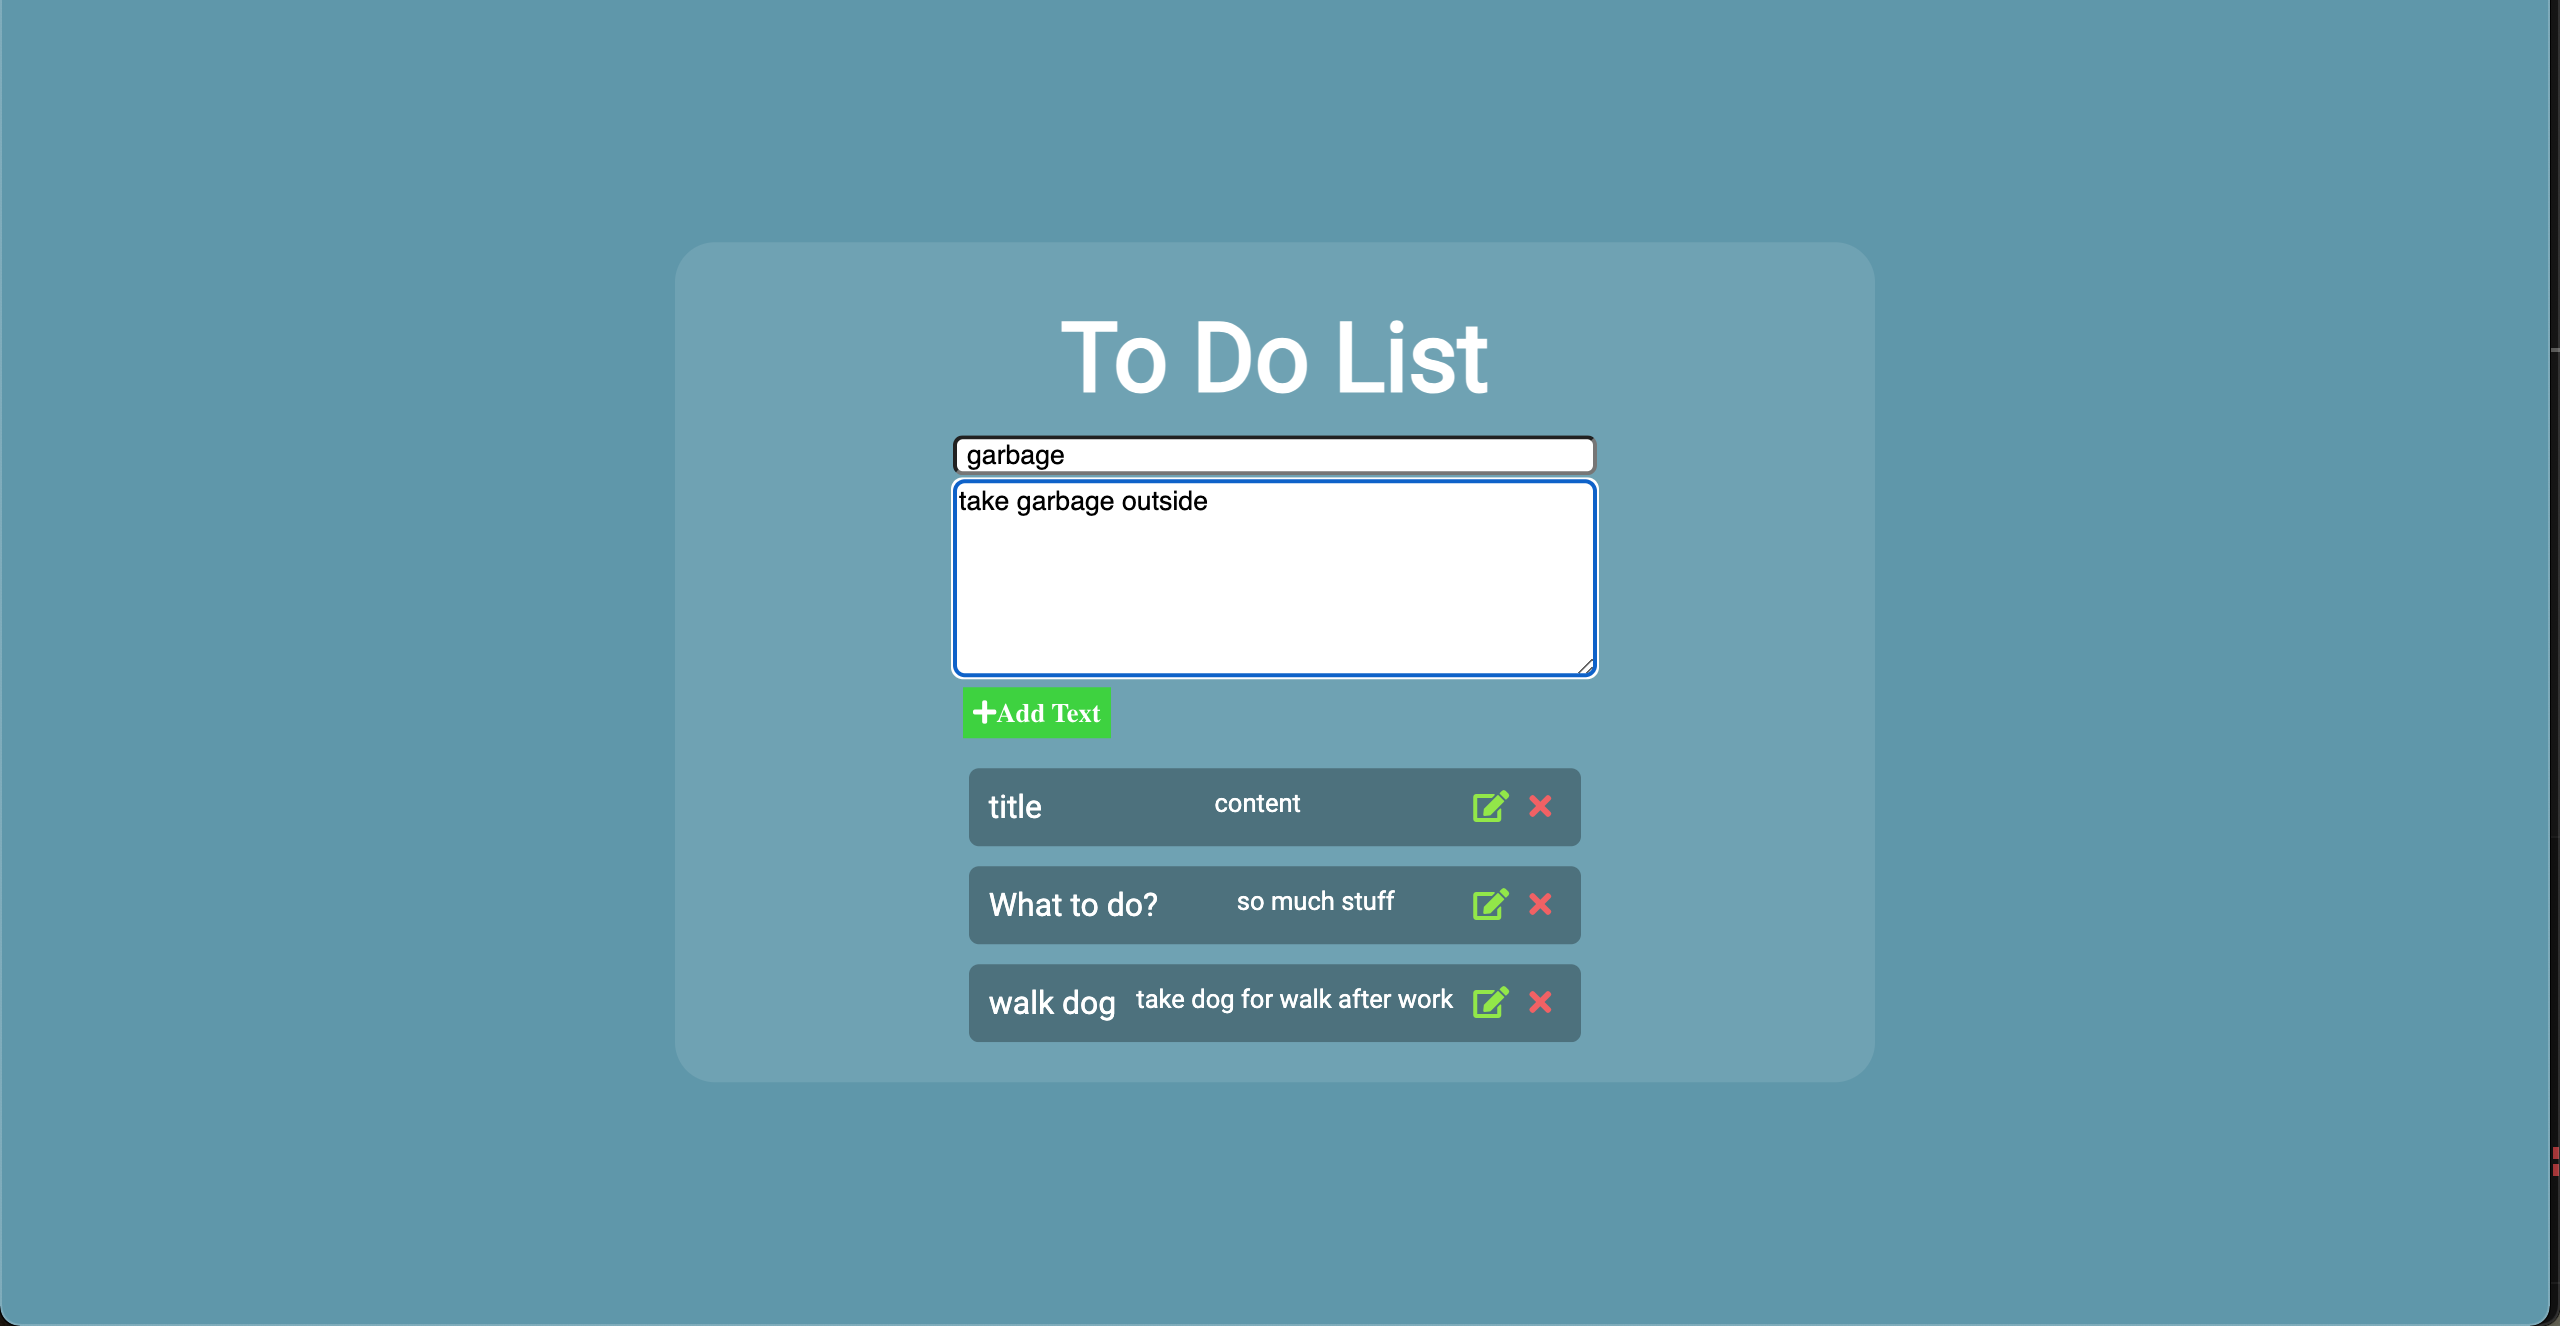 To Do List
garbage
take garbage outside
Add Text
title content
What to do? so much stuff
walk dog take dog for walk after work